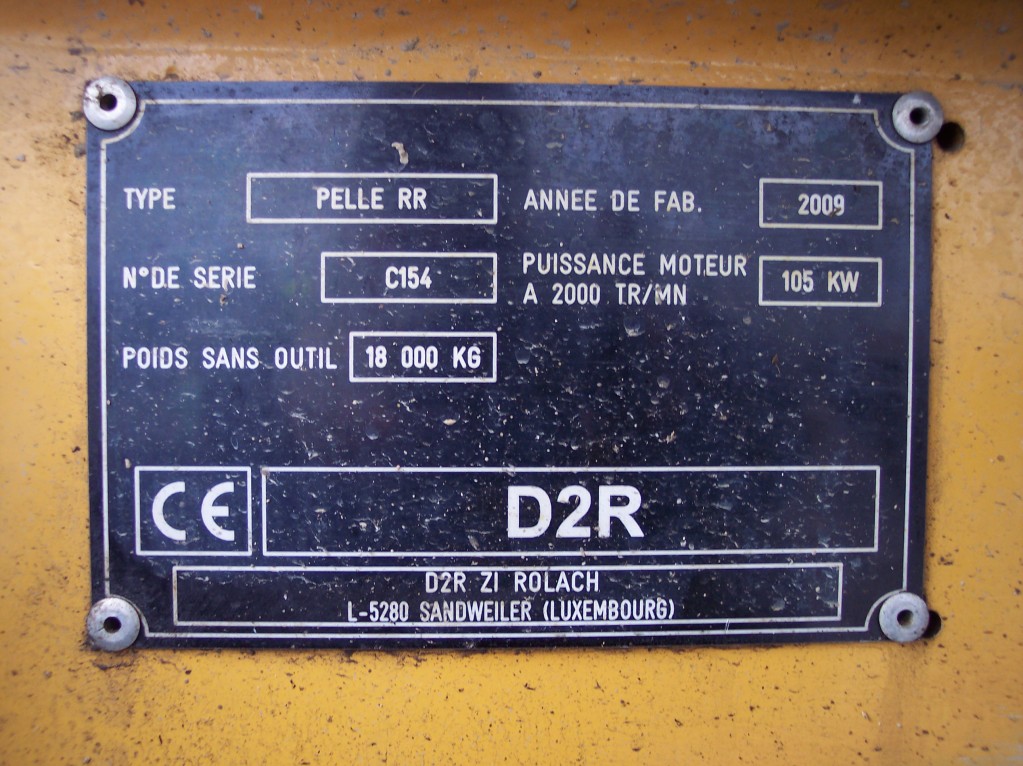 TYPE PELLE RR ANNEE DE FAB. 2009
N°DE SERIE C154 PUISSANCE MOTEUR
A 2000 TR/MN 105 KW
POIDS SANS OUTIL 18 000 KG
CE D2R
D2R ZI ROLACH
L-5280 SANDWEILER (LUXEMBOURG)